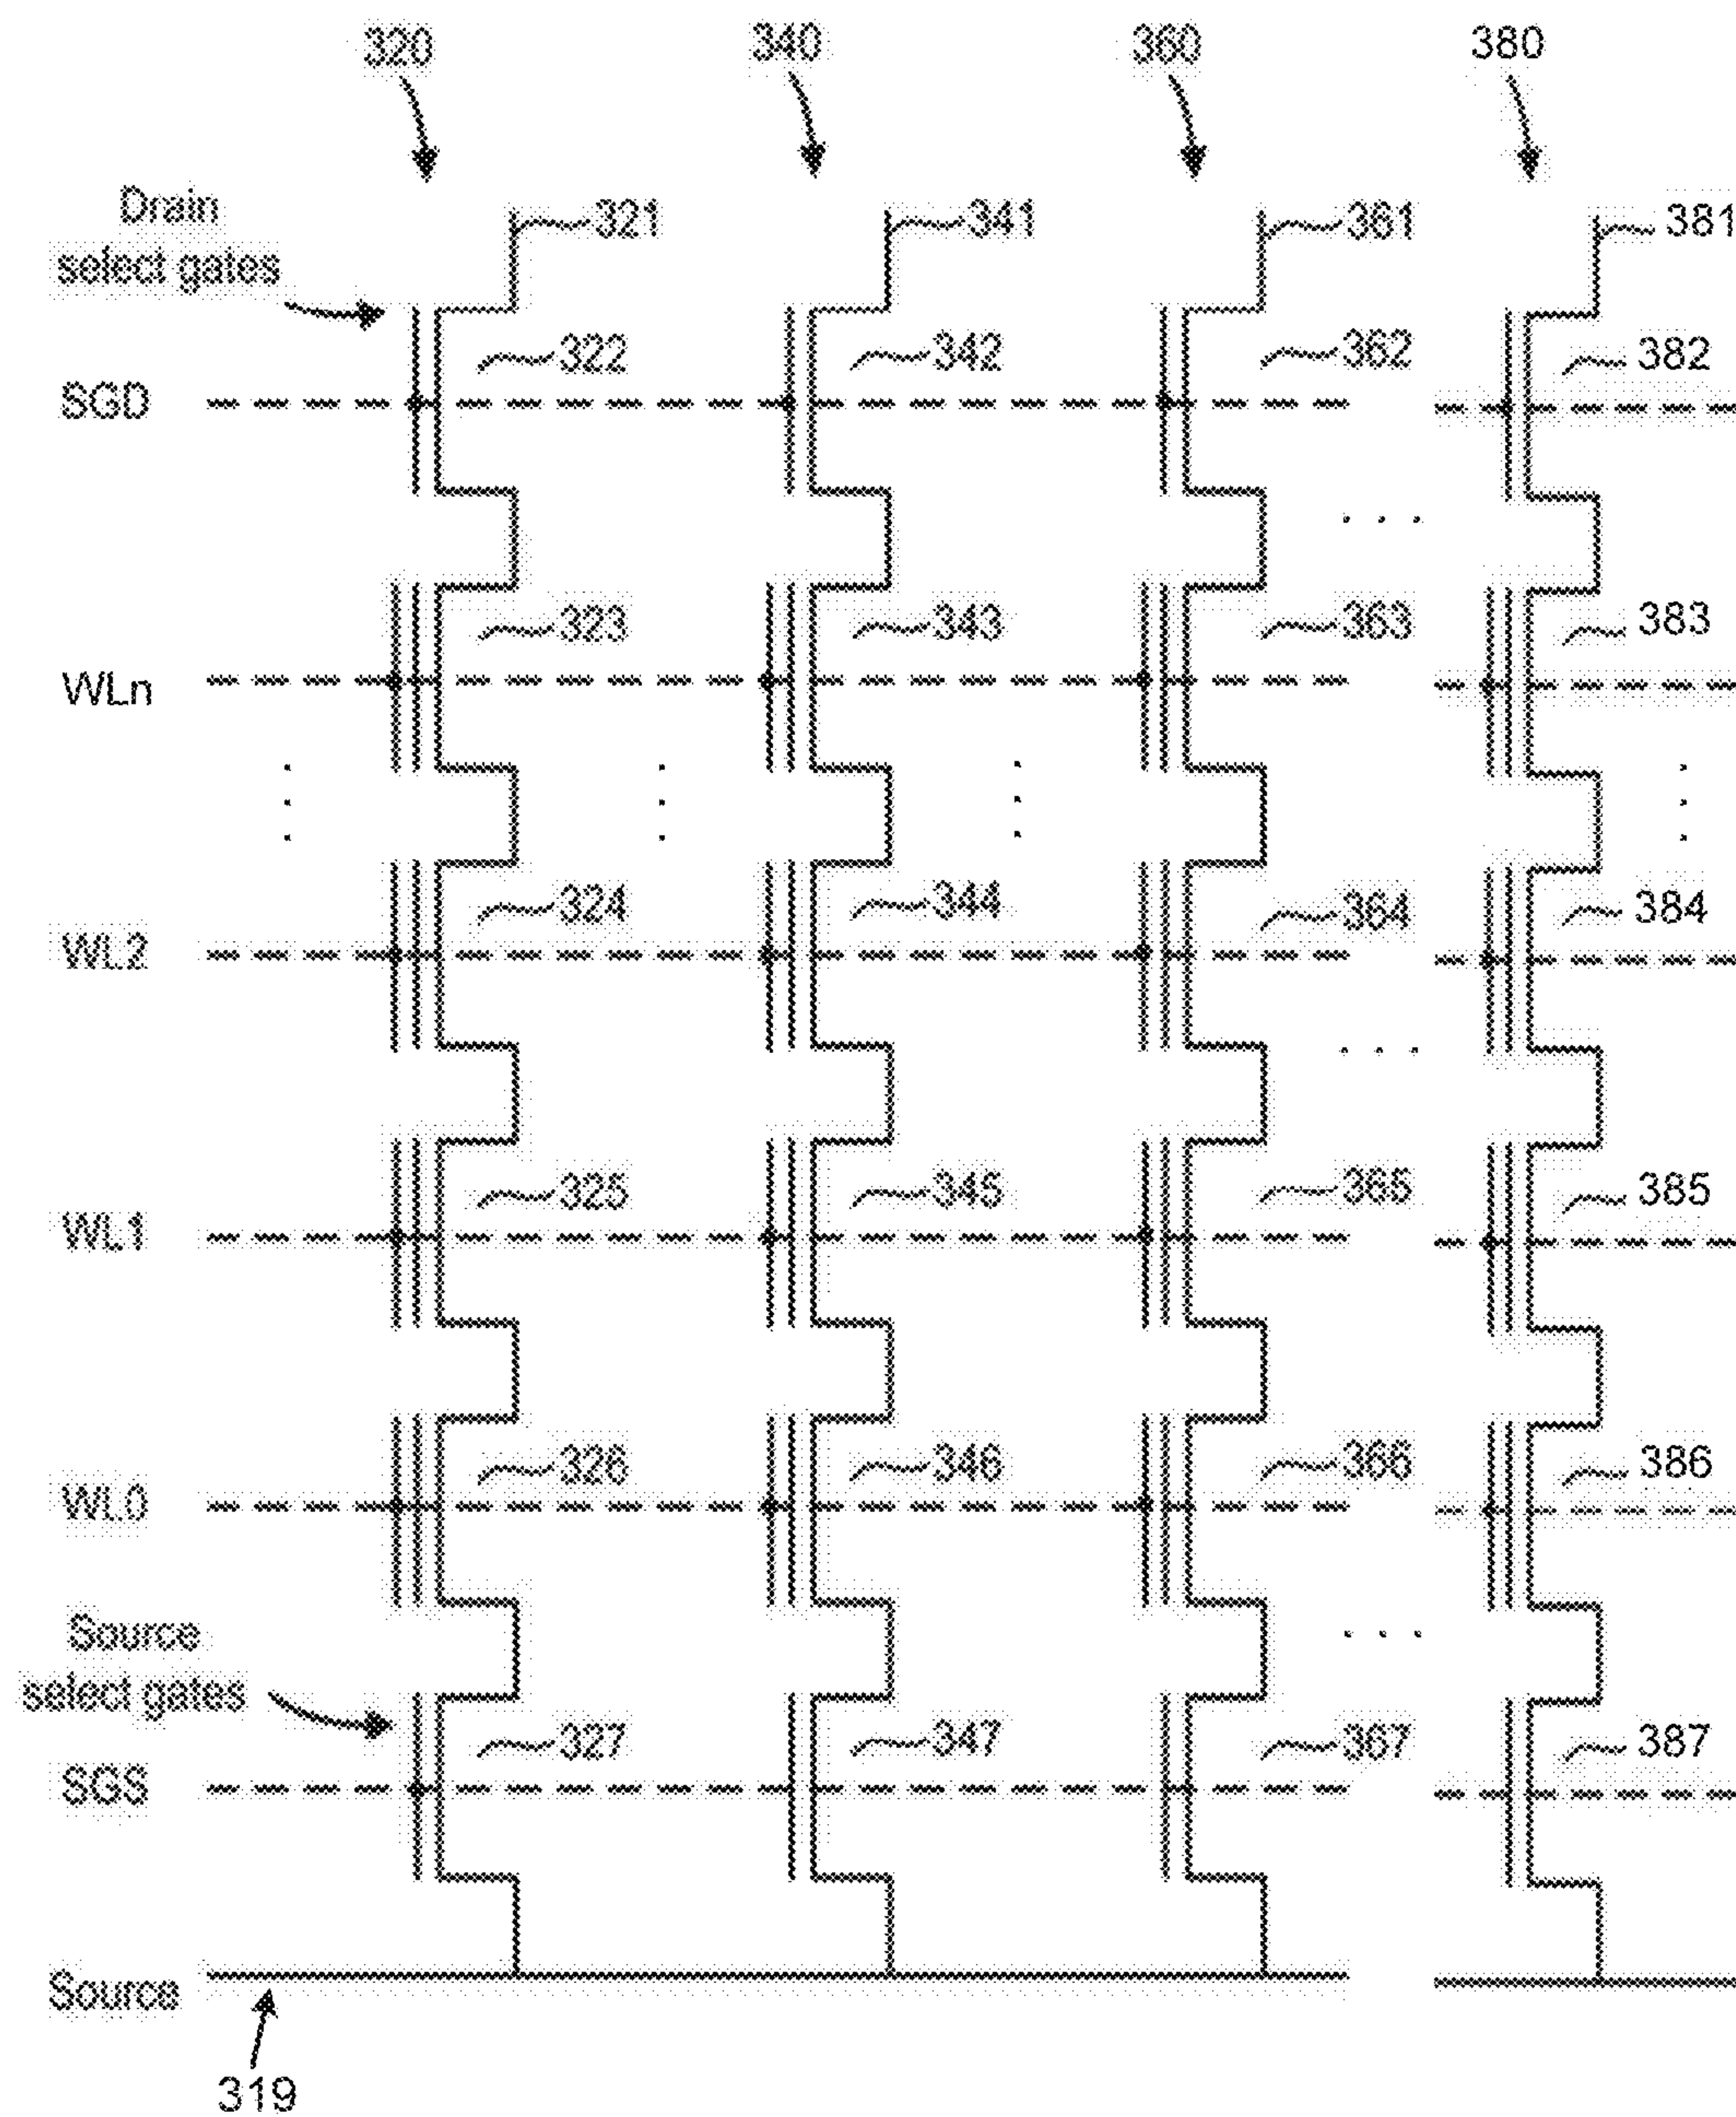 320 340 360 380
Drain
select gates
321 341 361 381
322 342 362 382
SGD
323 343 363 383
WLn
324 344 364 384
WL2
325 345 365 385
WL1
326 346 366 386
WL0
Source
select gates
327 347 367 387
SGS
Source
319